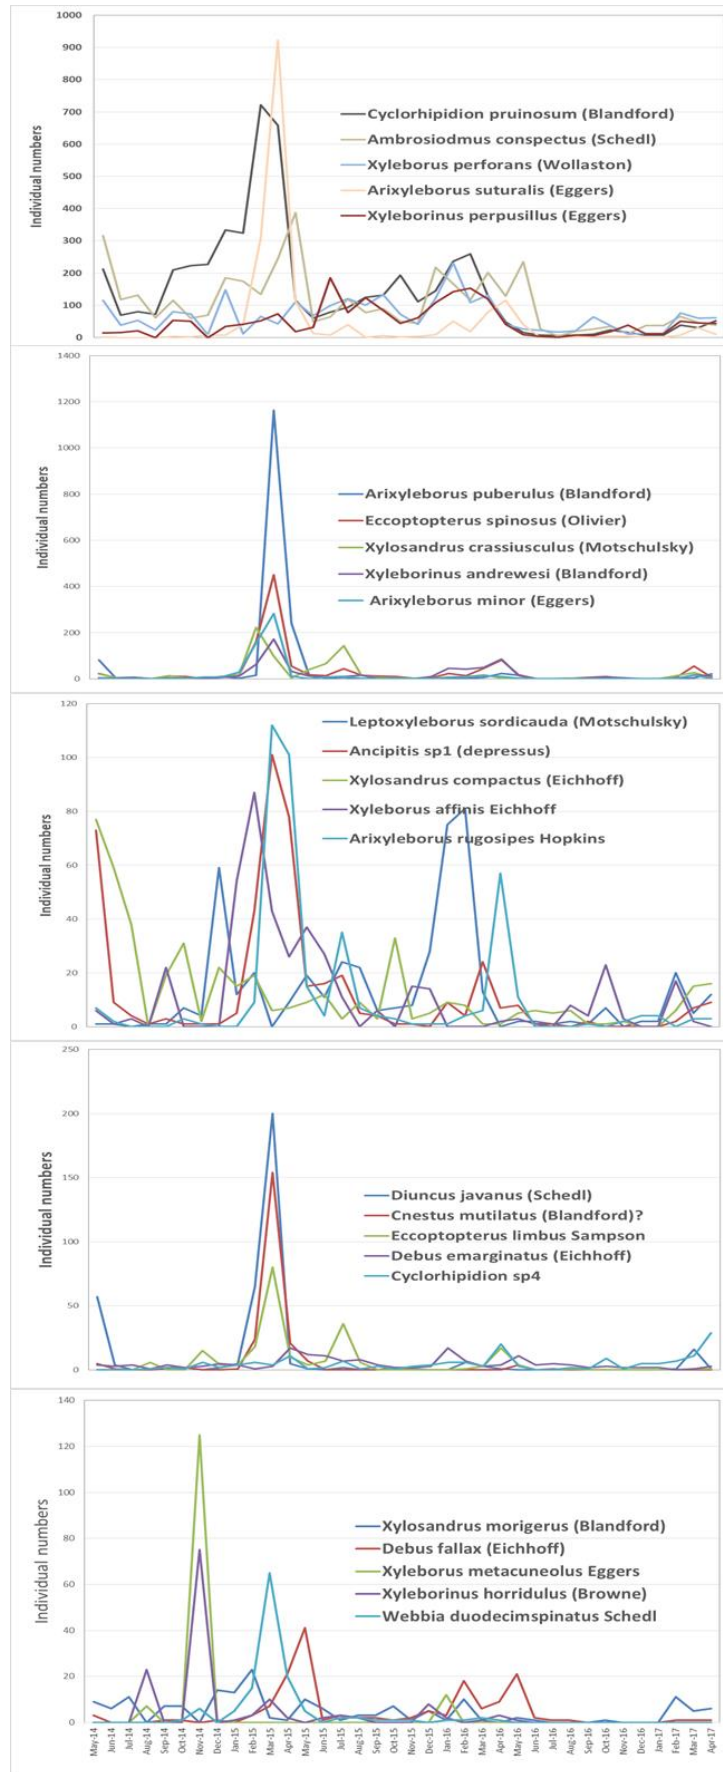 1000
900
800
700
600
500
400
300
200
100
0
Individual numbers
Cyclorhipidion pruinosum (Blandford)
Ambrosiodmus conspectus (Schedl)
Xyleborus perforans (Wollaston)
Arixyleborus suturalis (Eggers)
Xyleborinus perpusillus (Eggers)
1400
1200
1000
800
600
400
200
0
Individual numbers
Arixyleborus puberulus (Blandford)
Eccoptopterus spinosus (Olivier)
Xylosandrus crassiusculus (Motschulsky)
Xyleborinus andrewesi (Blandford)
Arixyleborus minor (Eggers)
120
100
80
60
40
20
0
Individual numbers
Leptoxyleborus sordicauda (Motschulsky)
Ancipitis sp1 (depressus)
Xylosandrus compactus (Eichhoff)
Xyleborus affinis Eichhoff
Arixyleborus rugosipes Hopkins
250
200
150
100
50
0
Individual numbers
Diuncus javanus (Schedl)
Cnestus mutilatus (Blandford)?
Eccoptopterus limbus Sampson
Debus emarginatus (Eichhoff)
Cyclorhipidion sp4
140
120
100
80
60
40
20
0
Individual numbers
Xylosandrus morigerus (Blandford)
Debus fallax (Eichhoff)
Xyleborus metacuneolus Eggers
Xyleborinus horridulus (Browne)
Webbia duodecimspinatus Schedl
May-14
Jun-14
Jul-14
Aug-14
Sep-14
Oct-14
Nov-14
Dec-14
Jan-15
Feb-15
Mar-15
Apr-15
May-15
Jun-15
Jul-15
Aug-15
Sep-15
Oct-15
Nov-15
Dec-15
Jan-16
Feb-16
Mar-16
Apr-16
May-16
Jun-16
Jul-16
Aug-16
Sep-16
Oct-16
Nov-16
Dec-16
Jan-17
Feb-17
Mar-17
Apr-17